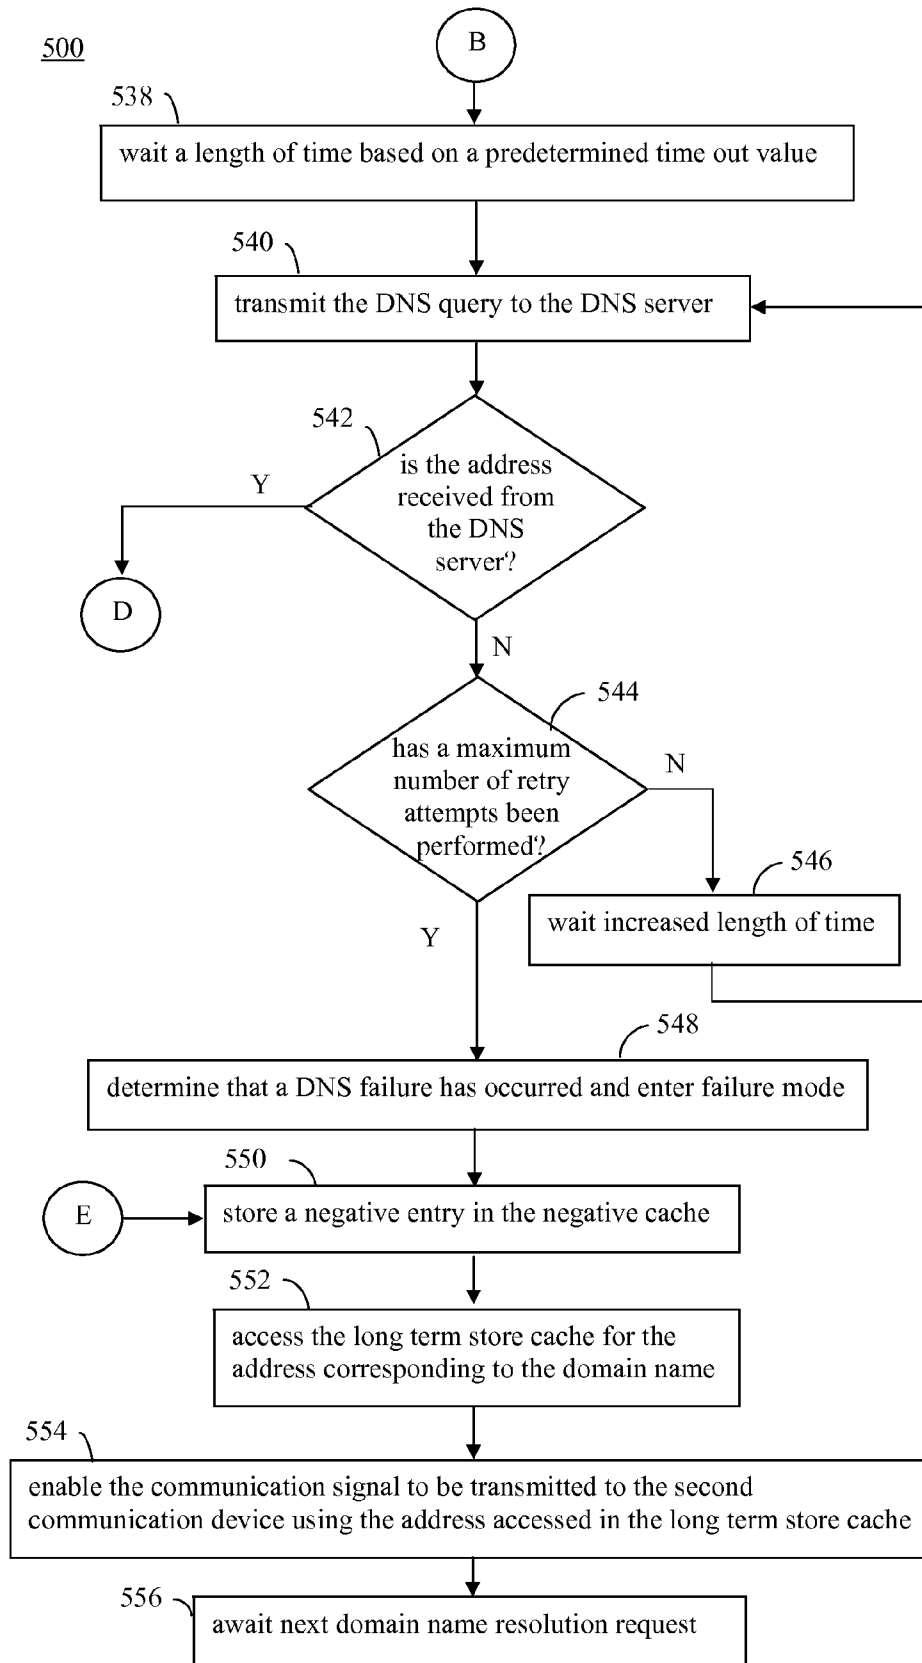 500
B
538
wait a length of time based on a predetermined time out value
540
transmit the DNS query to the DNS server
542
is the address
received from
the DNS
server?
Y
D
N
544
has a maximum
number of retry
attempts been
performed?
N
546
wait increased length of time
Y
548
determine that a DNS failure has occurred and enter failure mode
550
E
store a negative entry in the negative cache
552
access the long term store cache for the
address corresponding to the domain name
554
enable the communication signal to be transmitted to the second
communication device using the address accessed in the long term store cache
556
await next domain name resolution request